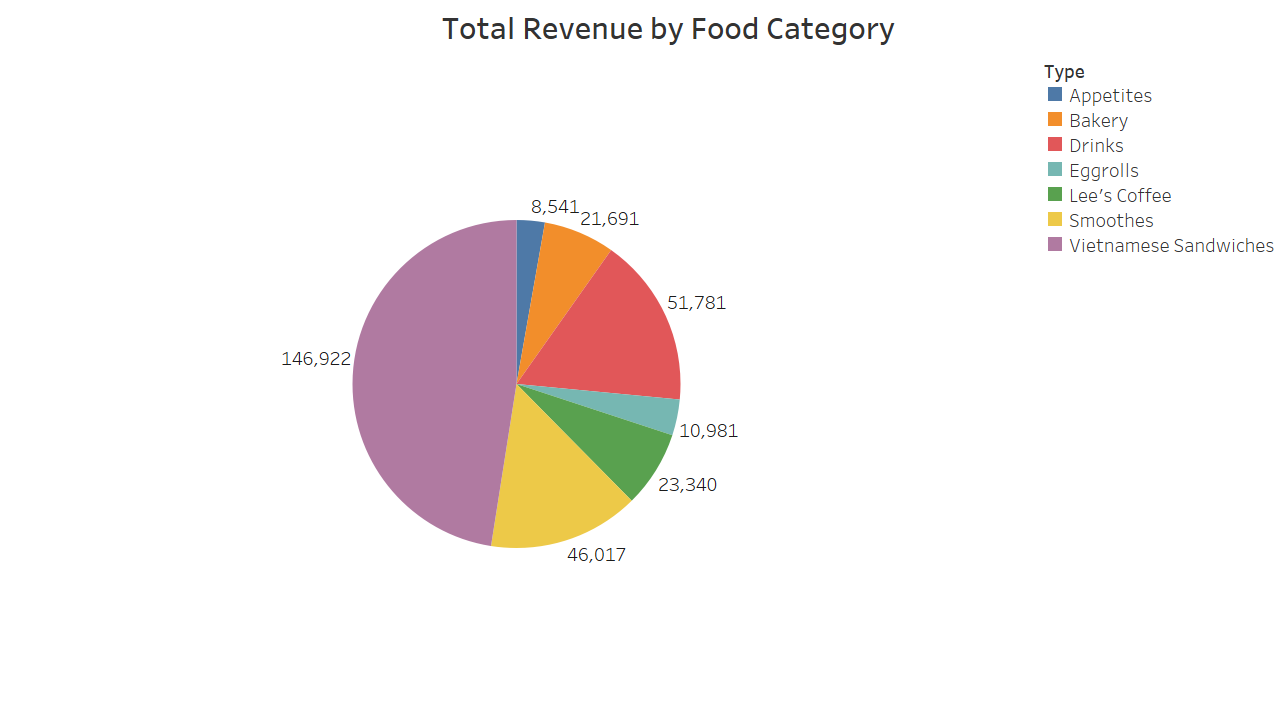 Total Revenue by Food Category
Type
Appetites
Bakery
Drinks
Eggrolls
Lee's Coffee
Smoothes
Vietnamese Sandwiches
8,541
21,691
51,781
146,922
10,981
23,340
46,017